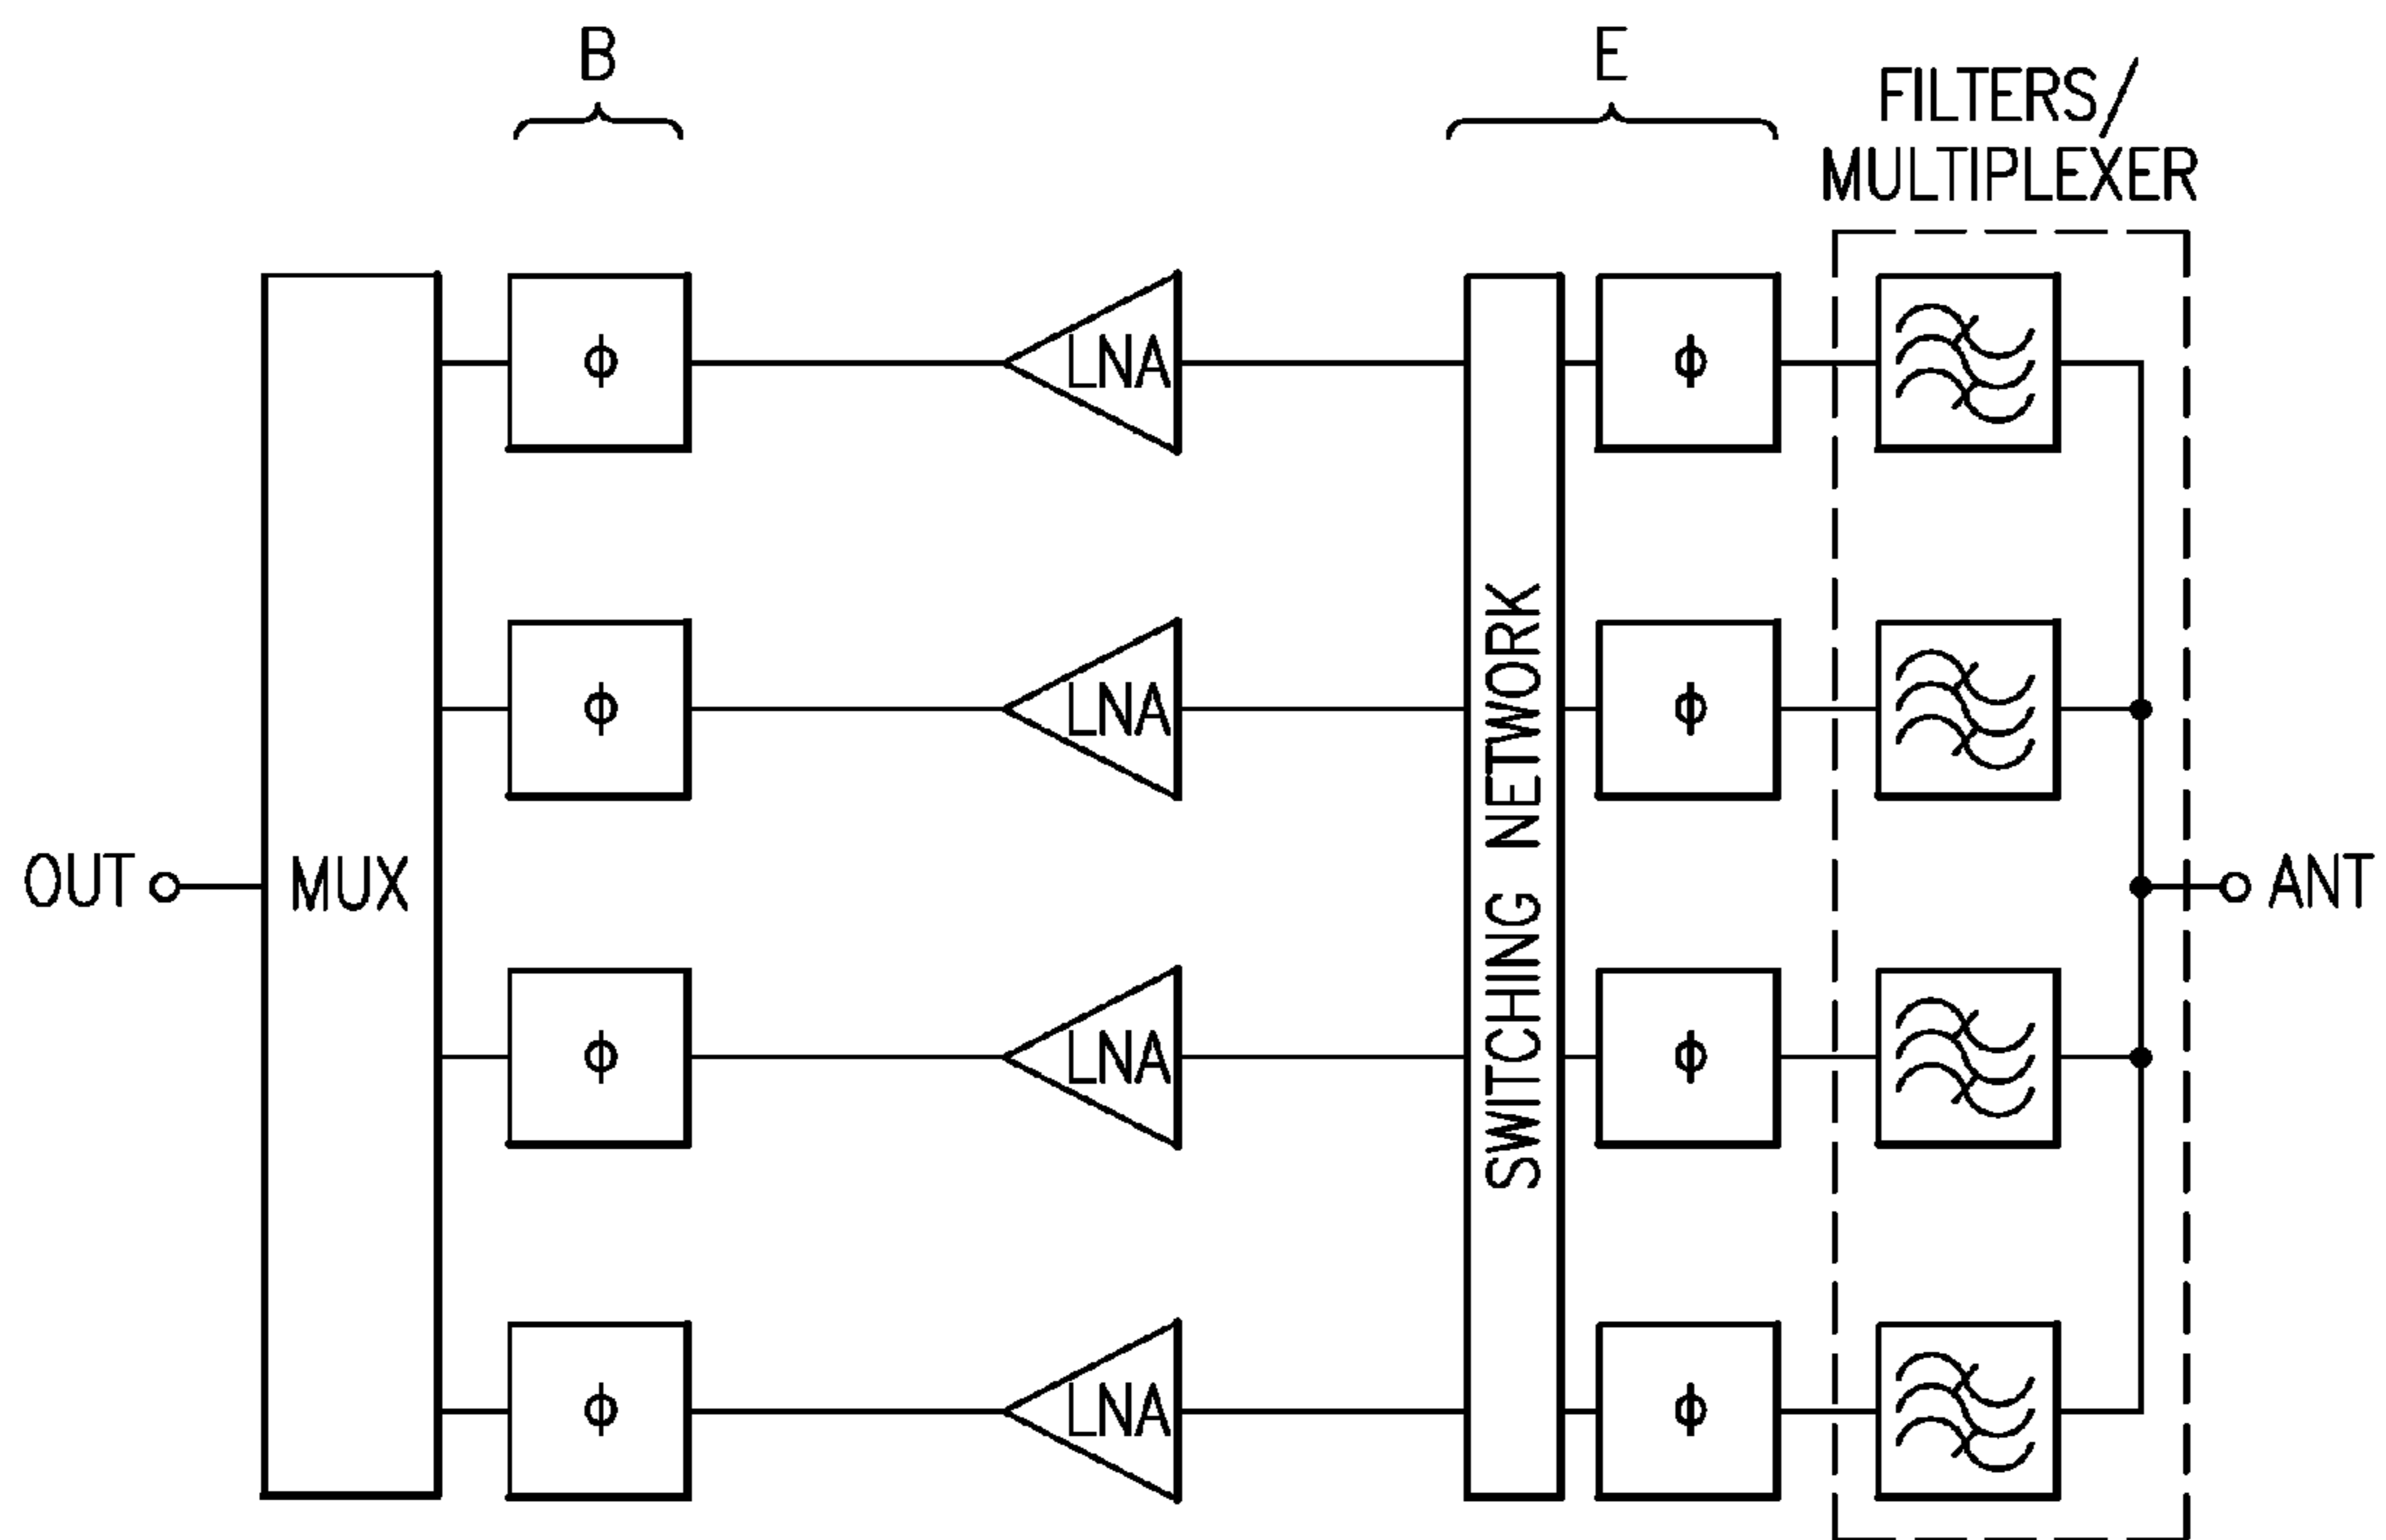 B
E
FILTERS/
MULTIPLEXER
ϕ
LNA
ϕ
ϕ
LNA
ϕ
SWITCHING NETWORK
OUT
MUX
ANT
ϕ
LNA
ϕ
ϕ
LNA
ϕ